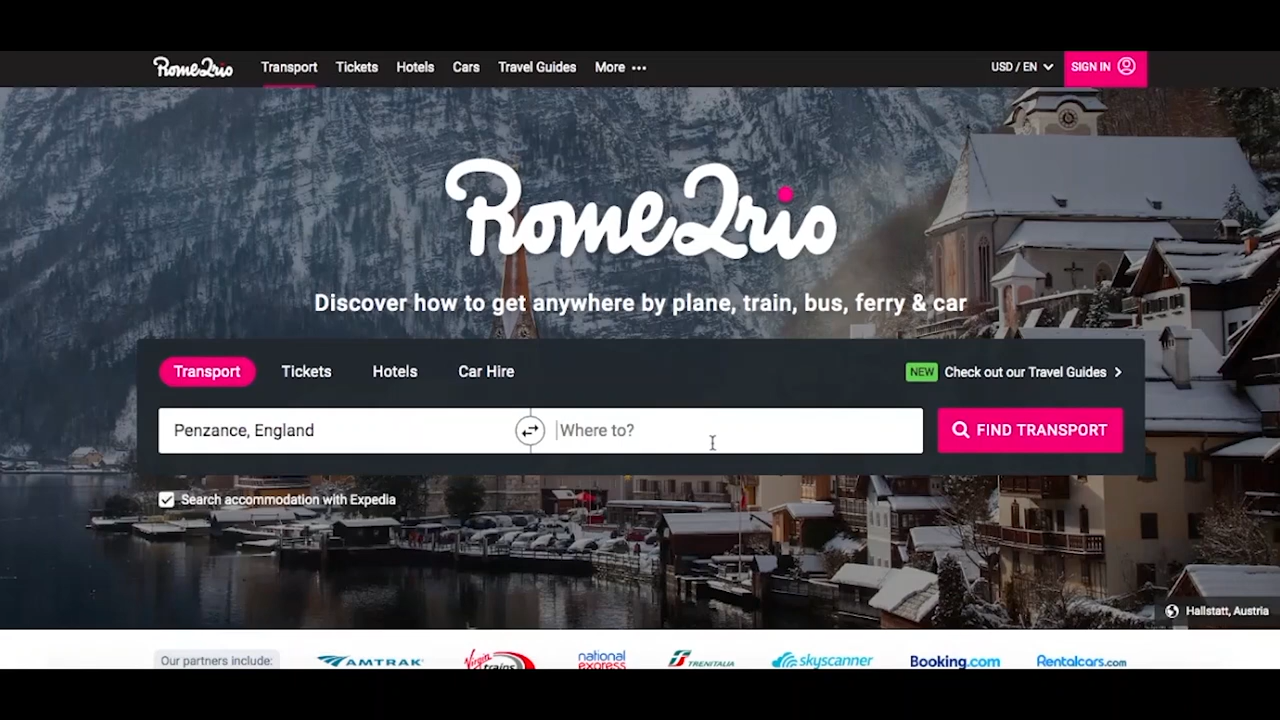 Rome2rio Transport Tickets Hotels Cars Travel Guides More ••• USD / EN SIGN IN
Rome2rio
Discover how to get anywhere by plane, train, bus, ferry & car
Transport Tickets Hotels Car Hire NEW Check out our Travel Guides
Penzance, England Where to? FIND TRANSPORT
Search accommodation with Expedia
Hallstatt, Austria
Our partners include: AMTRAK Virgin trains national express TRENITALIA skyscanner Booking.com Rentalcars.com